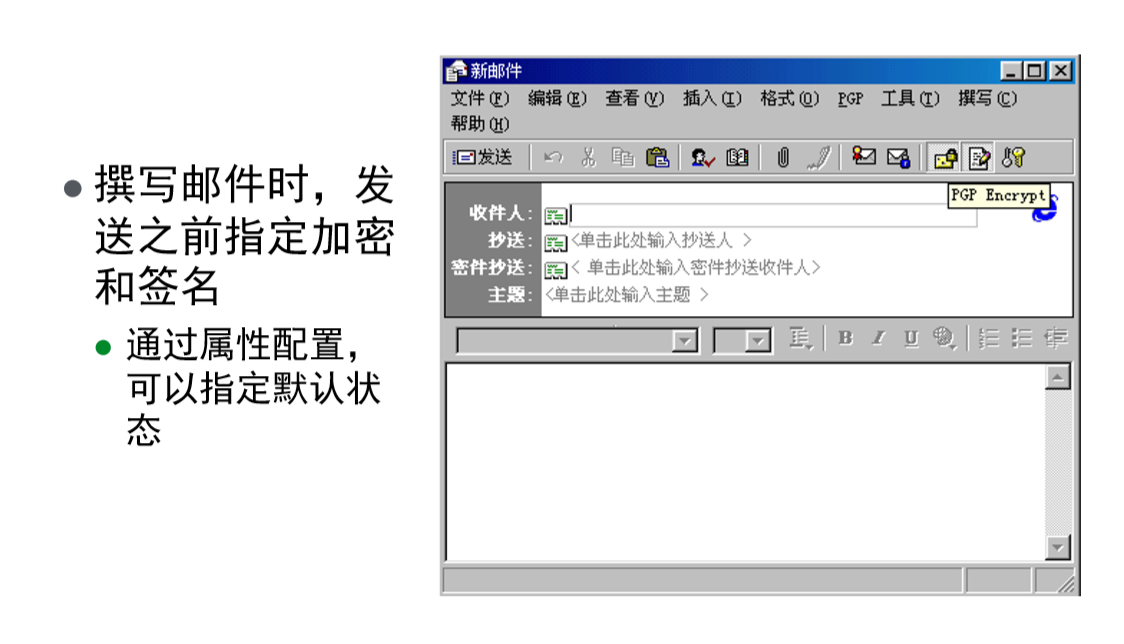 撰写邮件时，发
送之前指定加密
和签名
通过属性配置，
可以指定默认状
态
新邮件
文件(F) 编辑(E) 查看(V) 插入(I) 格式(O) PGP 工具(T) 撰写(C)
帮助(H)
发送
PGP Encrypt
收件人:
抄送: <单击此处输入抄送人 >
密件抄送: < 单击此处输入密件抄送收件人>
主题: <单击此处输入主题 >
B I U